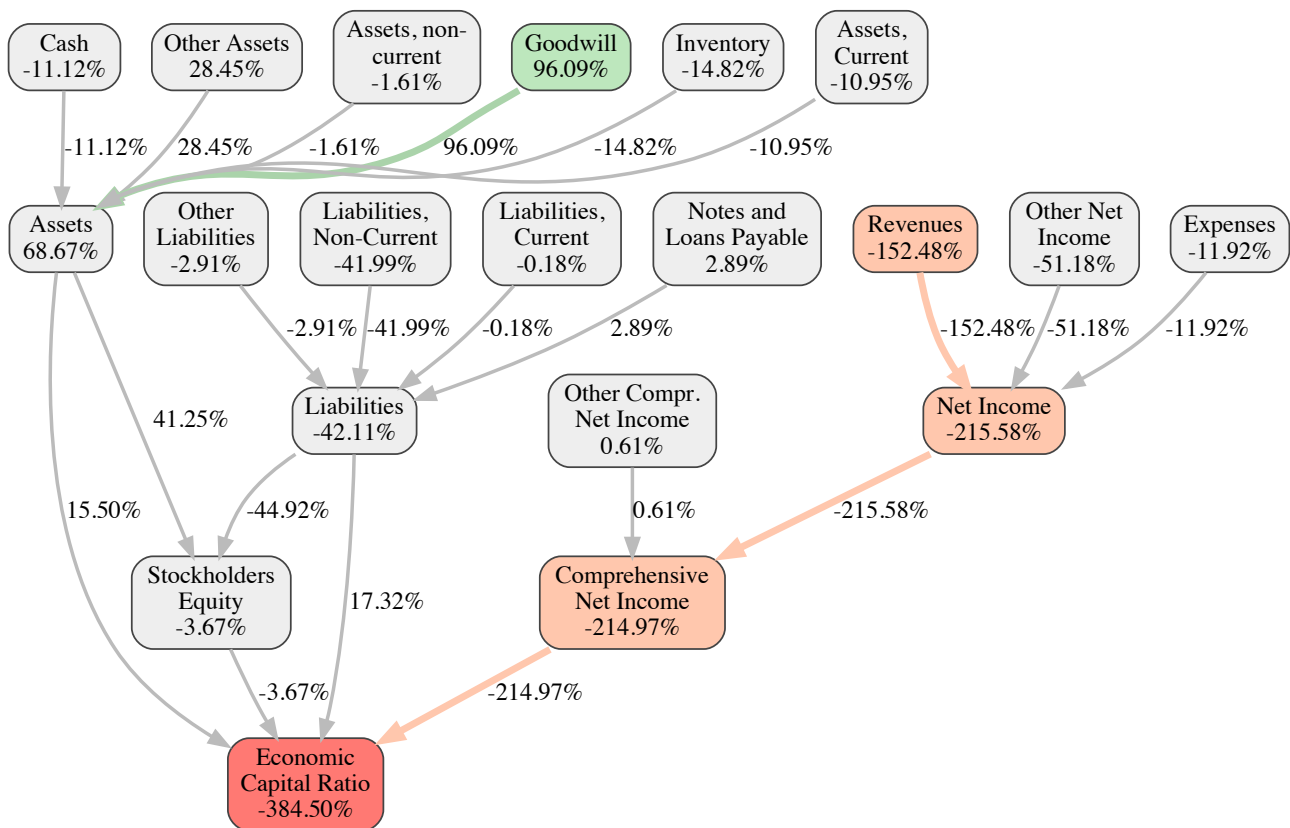 Cash
-11.12%
Other Assets
28.45%
Assets, non-
current
-1.61%
Goodwill
96.09%
Inventory
-14.82%
Assets,
Current
-10.95%
-11.12%
28.45%
-1.61%
96.09%
-14.82%
-10.95%
Assets
68.67%
Other
Liabilities
-2.91%
Liabilities,
Non-Current
-41.99%
Liabilities,
Current
-0.18%
Notes and
Loans Payable
2.89%
Revenues
-152.48%
Other Net
Income
-51.18%
Expenses
-11.92%
-2.91%
-41.99%
-0.18%
2.89%
-152.48%
-51.18%
-11.92%
41.25%
Liabilities
-42.11%
Other Compr.
Net Income
0.61%
Net Income
-215.58%
15.50%
-44.92%
0.61%
-215.58%
Stockholders
Equity
-3.67%
17.32%
Comprehensive
Net Income
-214.97%
-3.67%
-214.97%
Economic
Capital Ratio
-384.50%